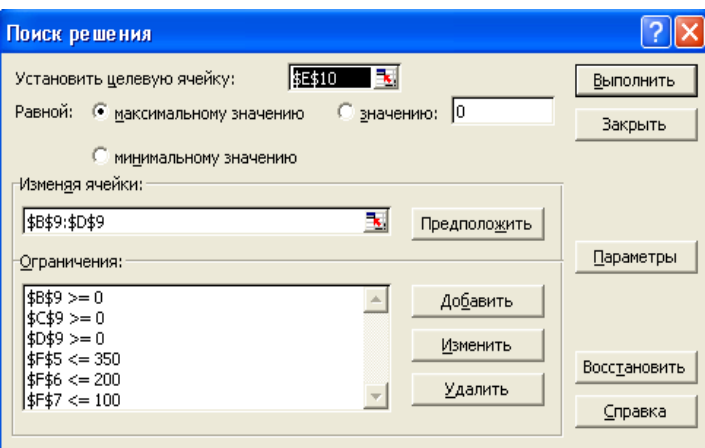 Поиск решения
Установить целевую ячейку: $E$10 Выполнить
Равной: максимальному значению значению: 0 Закрыть
минимальному значению
Изменяя ячейки:
$B$9:$D$9 Предположить
Ограничения: Параметры
$B$9 >= 0 Добавить
$C$9 >= 0
$D$9 >= 0 Изменить
$F$5 <= 350
$F$6 <= 200 Удалить Восстановить
$F$7 <= 100 Справка